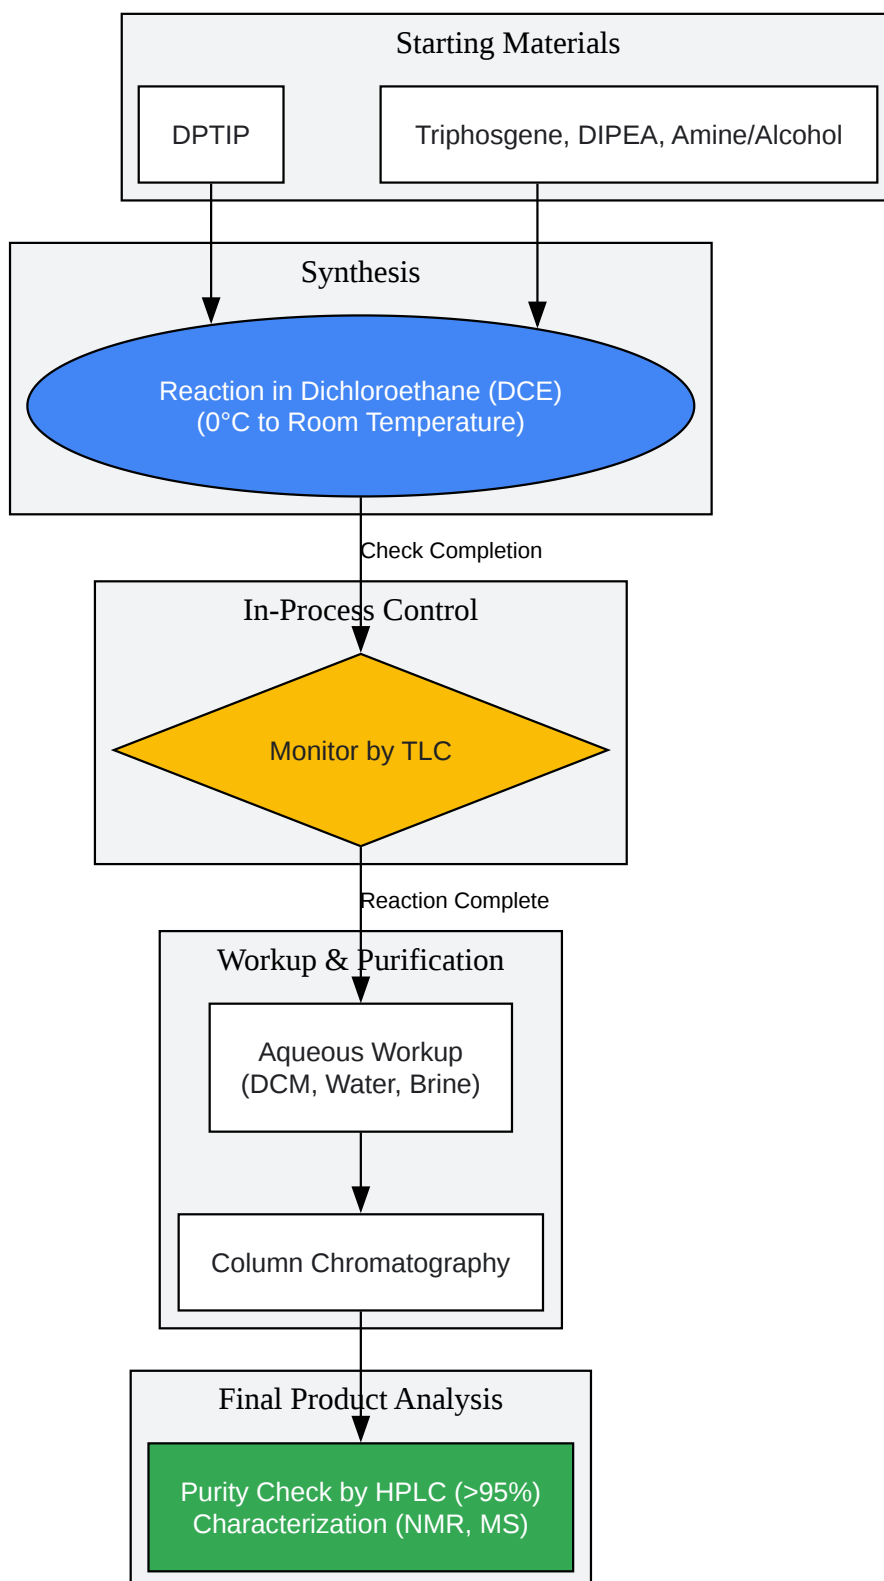 Starting Materials
DPTIP
Triphosgene, DIPEA, Amine/Alcohol
Synthesis
Reaction in Dichloroethane (DCE)
(0°C to Room Temperature)
Check Completion
In-Process Control
Monitor by TLC
Reaction Complete
Workup & Purification
Aqueous Workup
(DCM, Water, Brine)
Column Chromatography
Final Product Analysis
Purity Check by HPLC (>95%)
Characterization (NMR, MS)